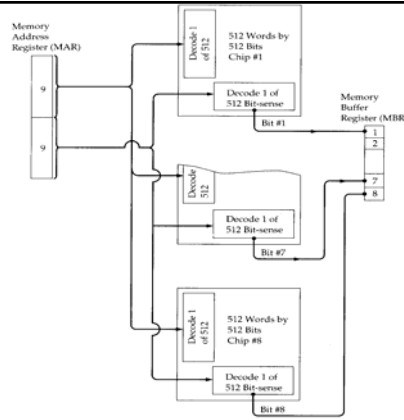 Memory
Address
Register (MAR)
9
9
Decode 1
of 512
512 Words by
512 Bits
Chip #1
Decode 1 of
512 Bit-sense
Bit #1
Memory
Buffer
Register (MBR
1
2
7
8
Decode 1
512
Decode 1 of
512 Bit-sense
Bit #7
Decode 1
of 512
512 Words by
512 Bits
Chip #8
Decode 1 of
512 Bit-sense
Bit #8